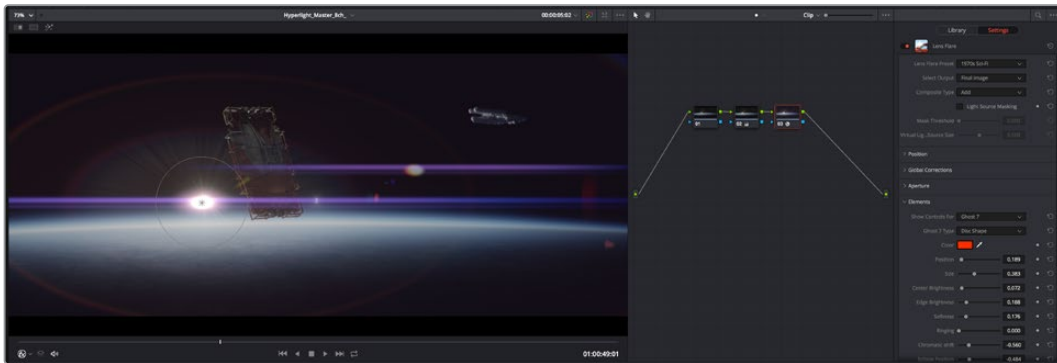 73%
Hyperlight_Master_8ch_
00:00:05:02
Clip
Library
Settings
Lens Flare
Lens Flare Preset 1970s Sci-Fi
Select Output Final Image
Composite Type Add
Light Source Masking
Mask Threshold
Position
Global Corrections
Aperture
Elements
Show Controls For Ghost 7
Ghost 7 Type Disc Shape
Color
Position 0.189
Size 0.383
Center Brightness 0.072
Edge Brightness 0.188
Softness 0.176
Ringing 0.000
Chromatic Shift -0.560
01:00:49:01